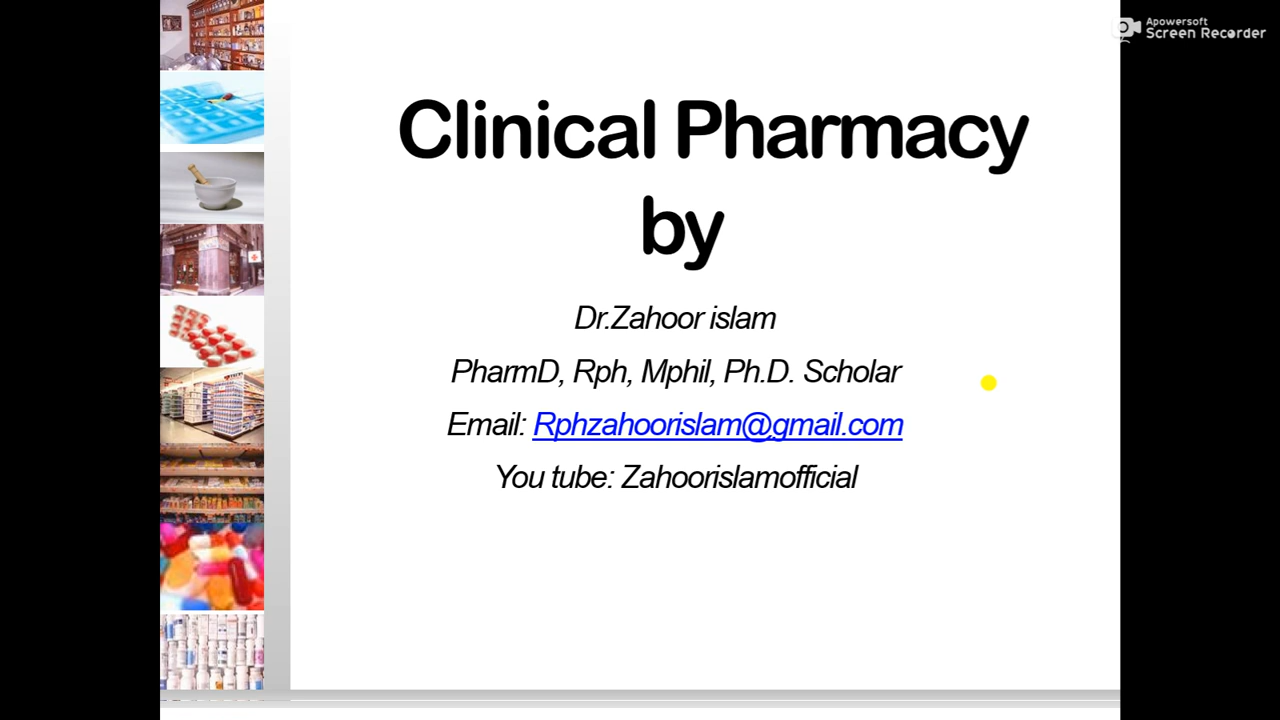 Apowersoft
Screen Recorder
Clinical Pharmacy
by
Dr.Zahoor islam
PharmD, Rph, Mphil, Ph.D. Scholar
Email: Rphzahoorislam@gmail.com
You tube: Zahoorislamofficial